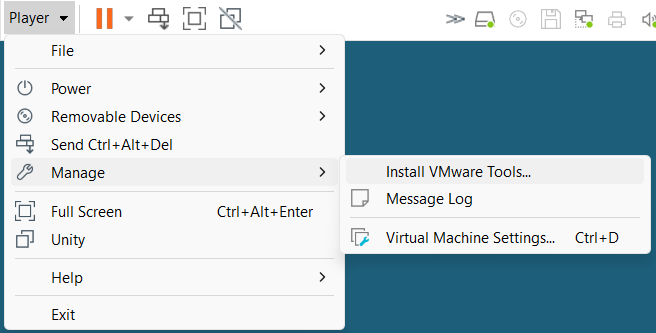 Player
File
Power
Removable Devices
Send Ctrl+Alt+Del
Manage
Install VMware Tools...
Message Log
Virtual Machine Settings... Ctrl+D
Full Screen Ctrl+Alt+Enter
Unity
Help
Exit